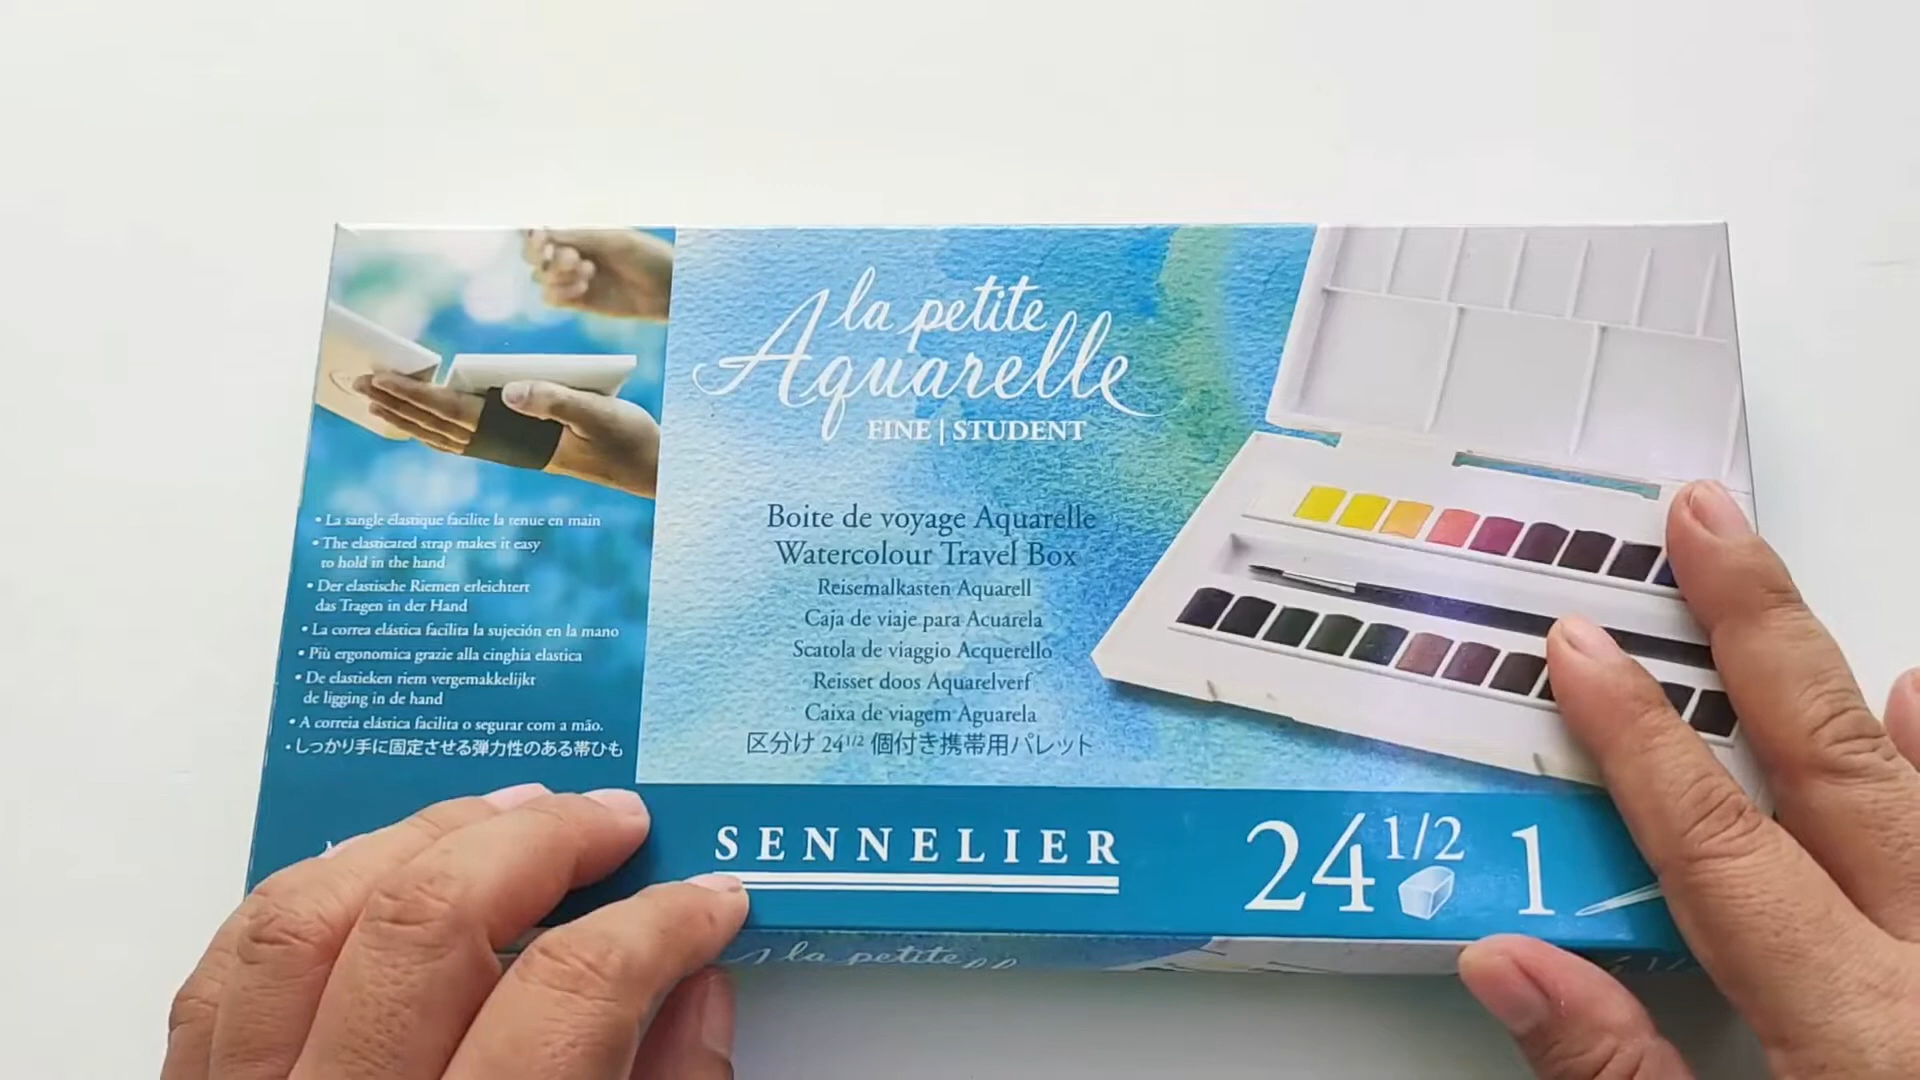 la petite
Aquarelle
FINE | STUDENT
Boite de voyage Aquarelle
Watercolour Travel Box
Reisemalkasten Aquarell
Caja de viaje para Acuarela
Scatola de viaggio Acquerello
Reisset doos Aquarelverf
Caixa de viagem Aguarela
区分け 24 1/2 個付き携帯用パレット
• La sangle élastique facilite la tenue en main
• The elasticated strap makes it easy
to hold in the hand
• Der elastische Riemen erleichtert
das Tragen in der Hand
• La correa elástica facilita la sujeción en la mano
• Più ergonomica grazie alla cinghia elastica
• De elastieken riem vergemakkelijkt
de ligging in de hand
• A correia elástica facilita o segurar com a mão.
• しっかり手に固定させる弾力性のある帯ひも
SENNELIER
24 1/2 1
la petite